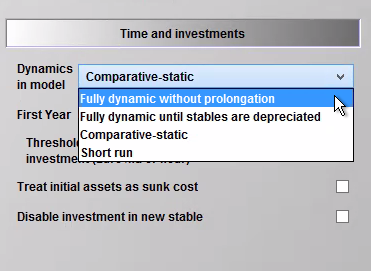 Time and investments
Dynamics
in model
Comparative-static
Fully dynamic without prolongation
Fully dynamic until stables are depreciated
Comparative-static
Short run
First Year
Threshold
investment
Treat initial assets as sunk cost
Disable investment in new stable